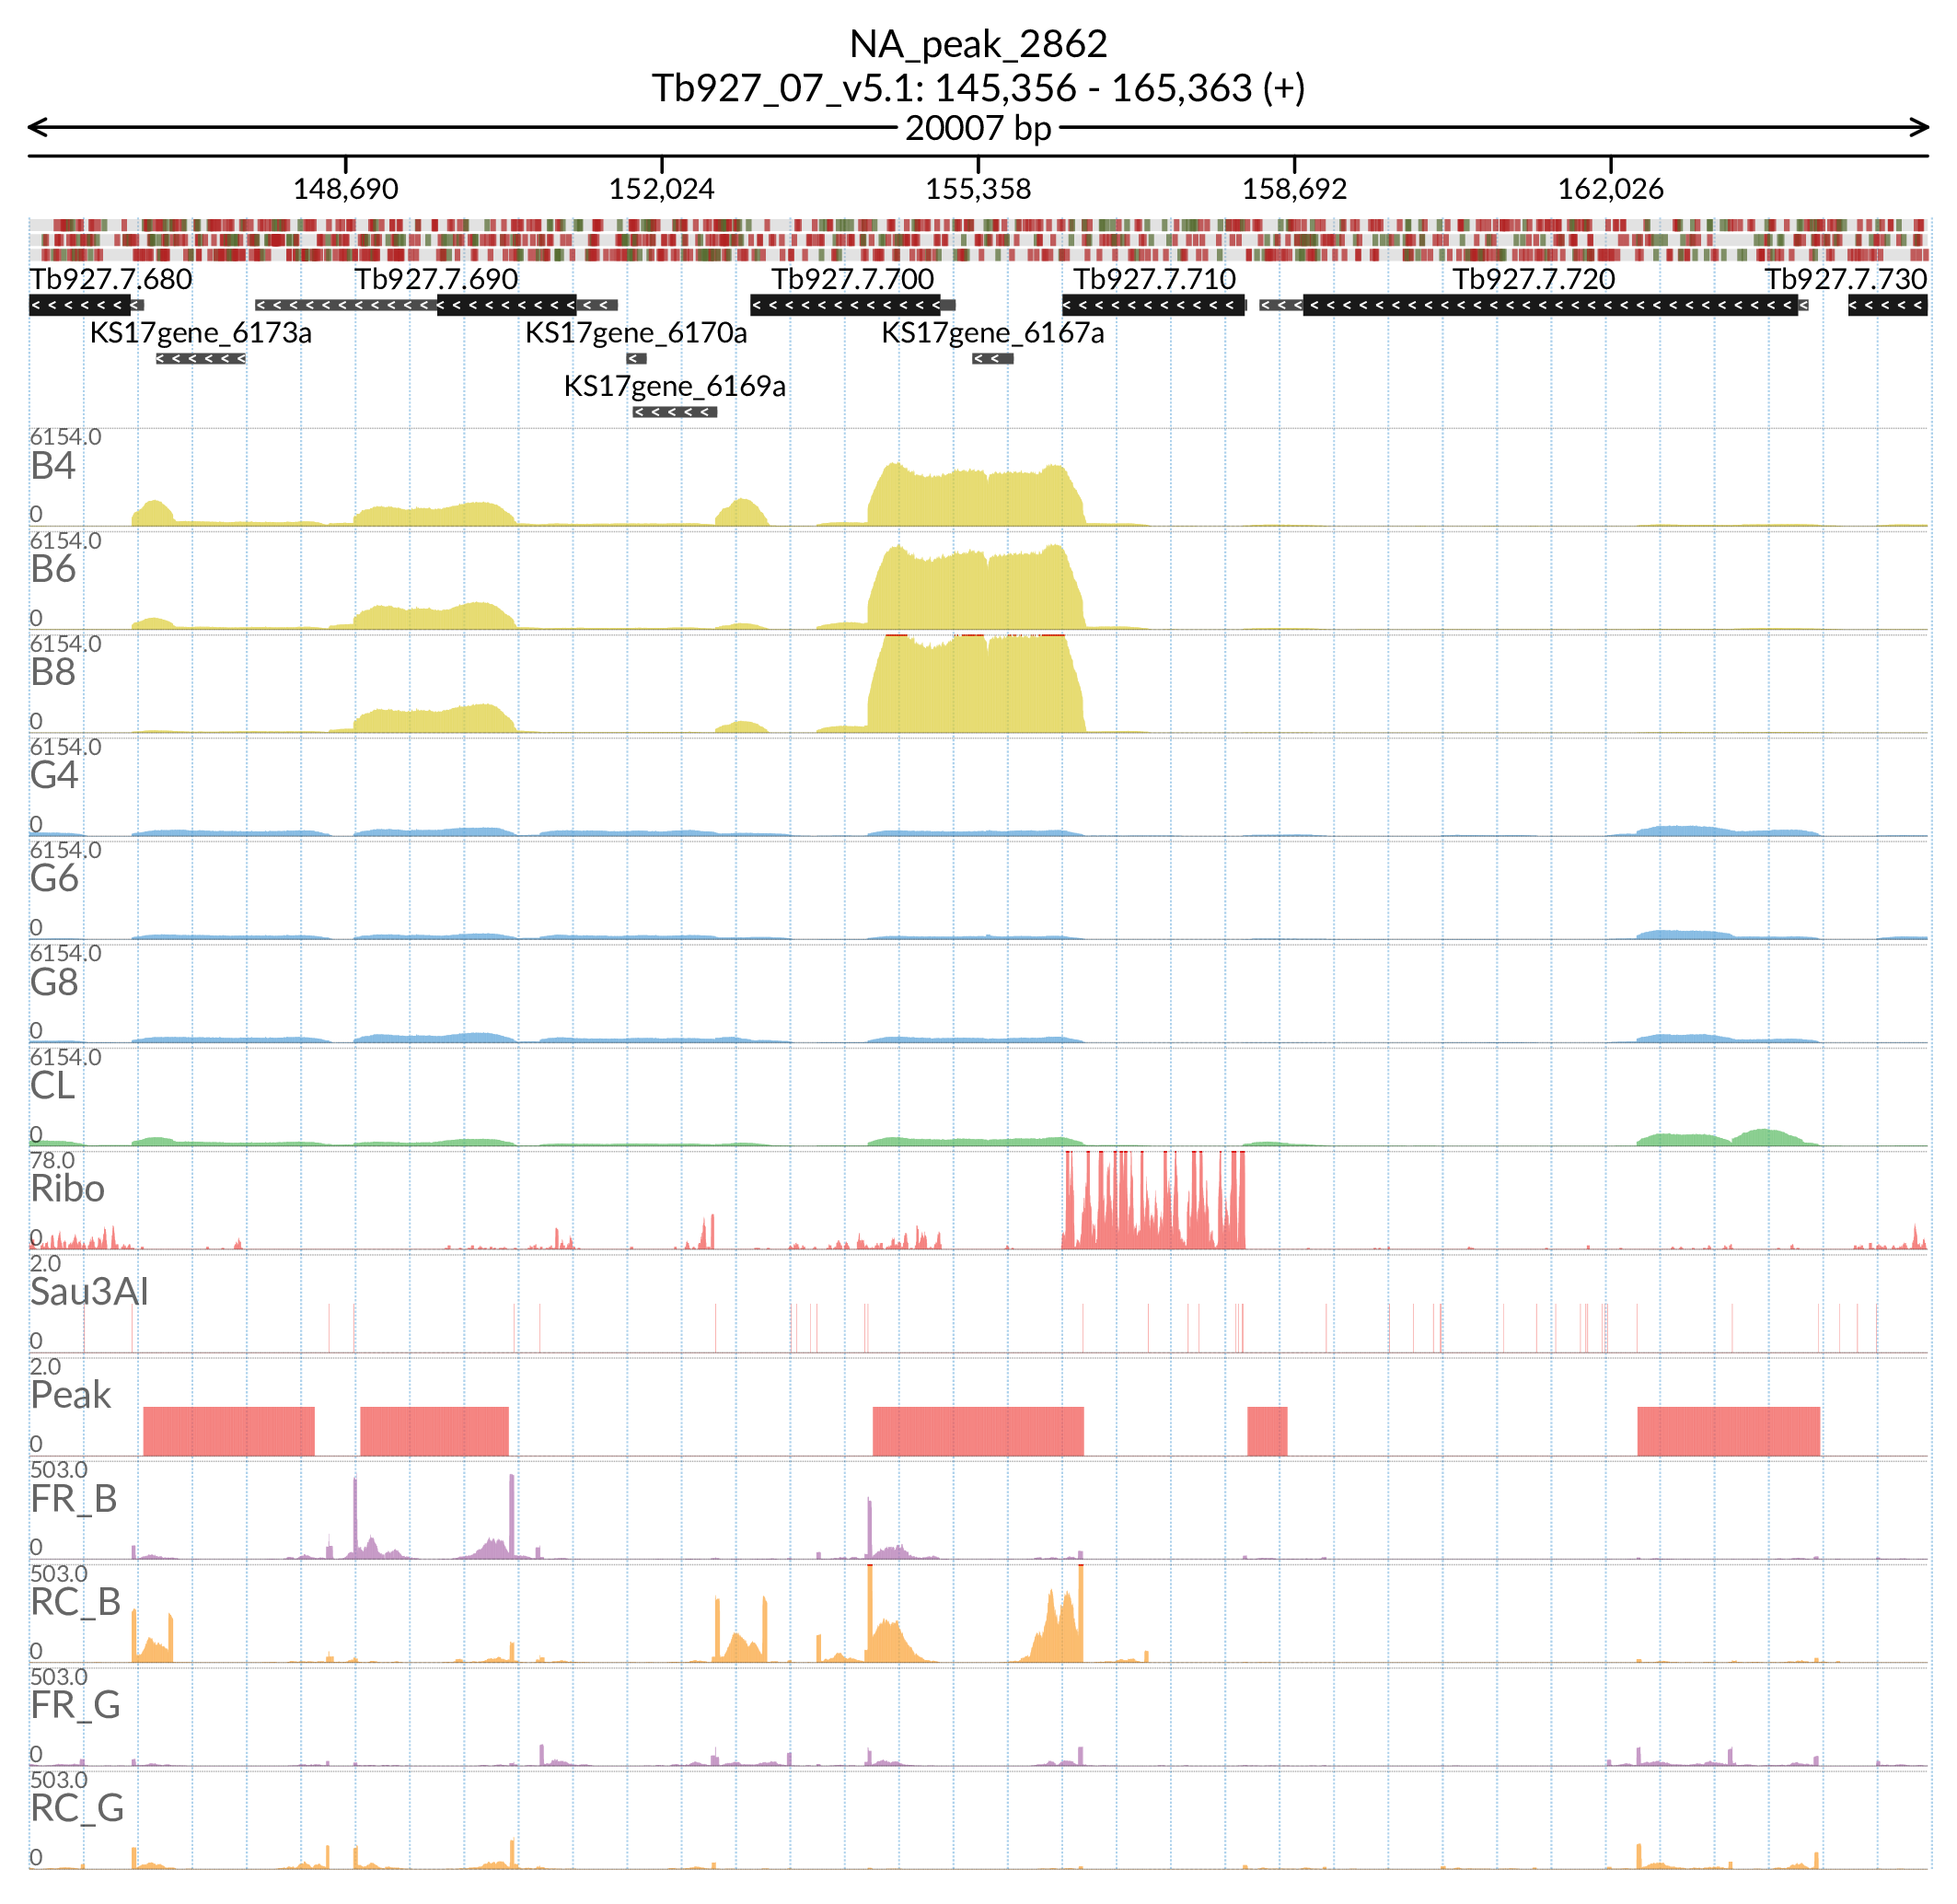 NA_peak_2862
Tb927_07_v5.1: 145,356 - 165,363 (+)
20007 bp
148,690 152,024 155,358 158,692 162,026
Tb927.7.680 Tb927.7.690 Tb927.7.700 Tb927.7.710 Tb927.7.720 Tb927.7.730
KS17gene_6173a KS17gene_6170a KS17gene_6167a
KS17gene_6169a
6154.0
B4
0
6154.0
B6
0
6154.0
B8
0
6154.0
G4
0
6154.0
G6
0
6154.0
G8
0
6154.0
CL
0
78.0
Ribo
0
2.0
Sau3AI
0
2.0
Peak
0
503.0
FR_B
0
503.0
RC_B
0
503.0
FR_G
0
503.0
RC_G
0